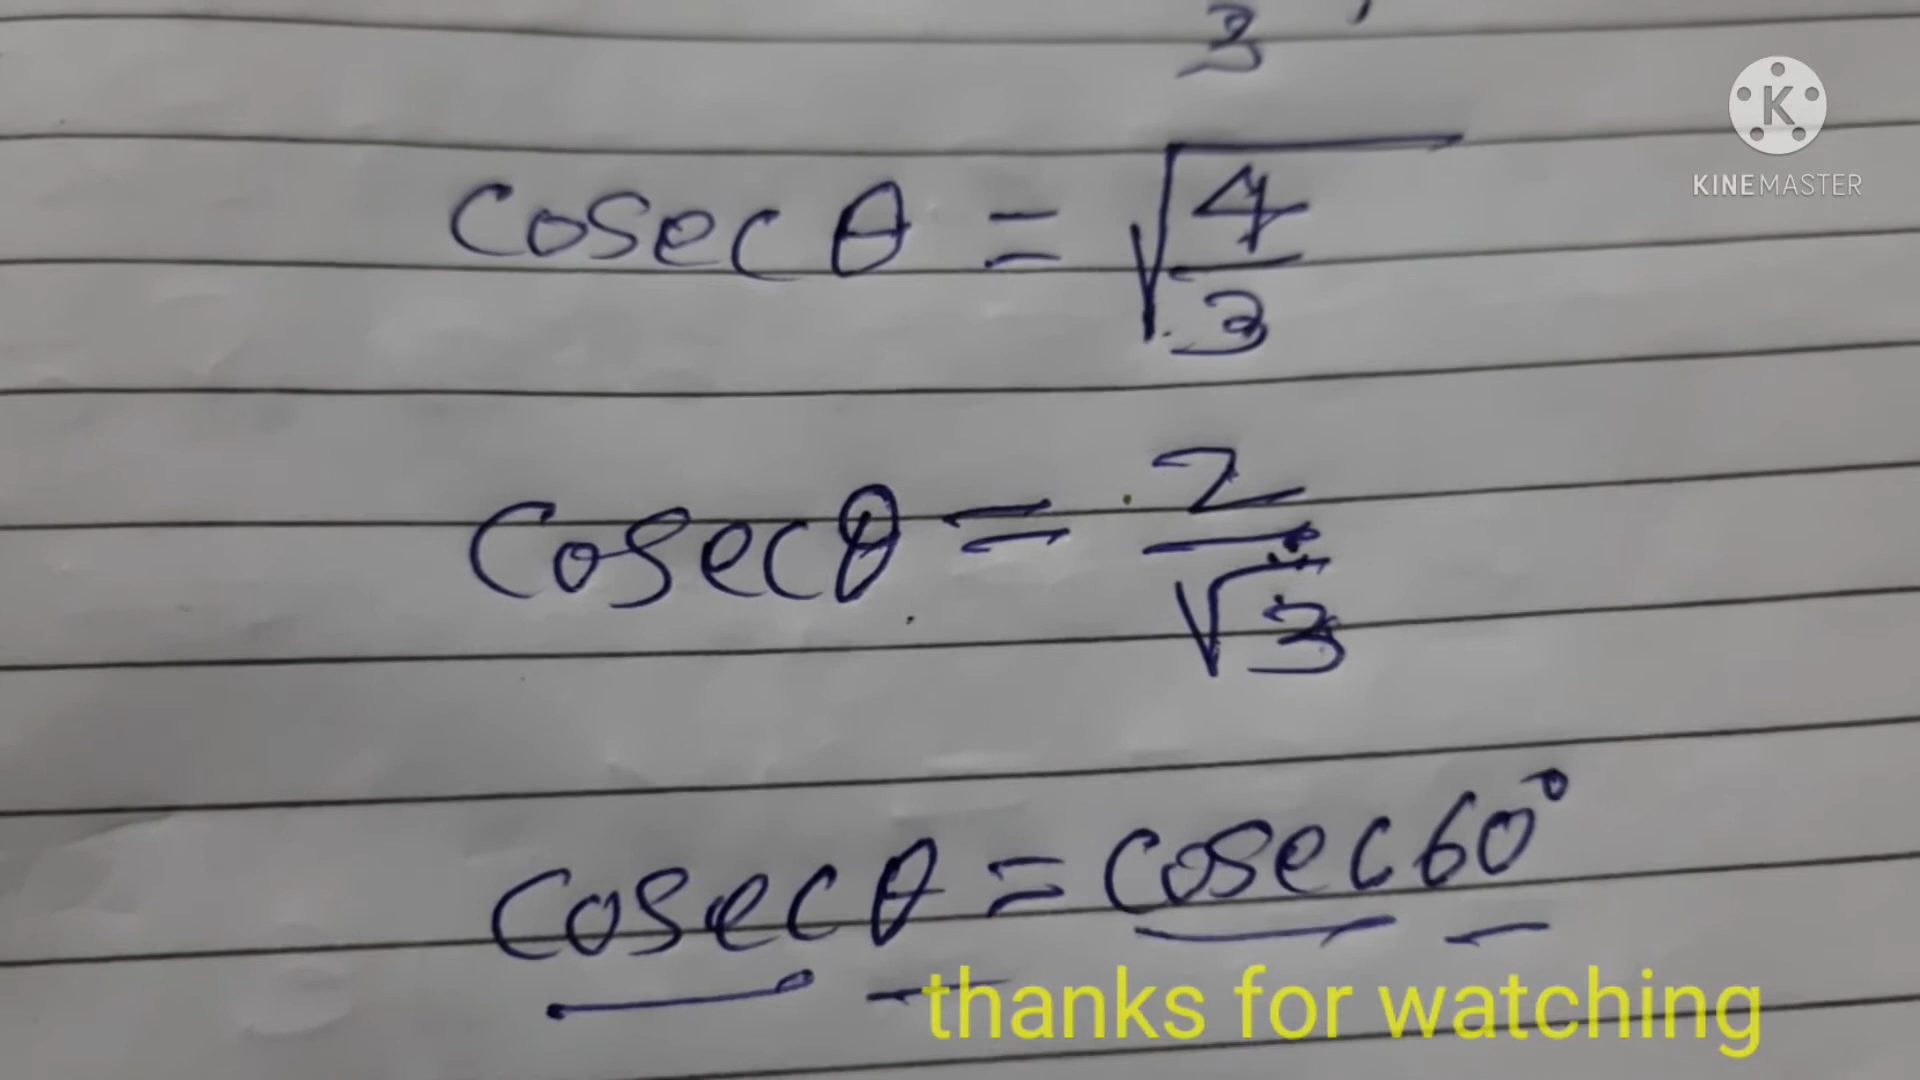 3
KINEMASTER
cosec θ = √4/3
cosec θ = 2/√3
cosec θ = cosec 60°
thanks for watching